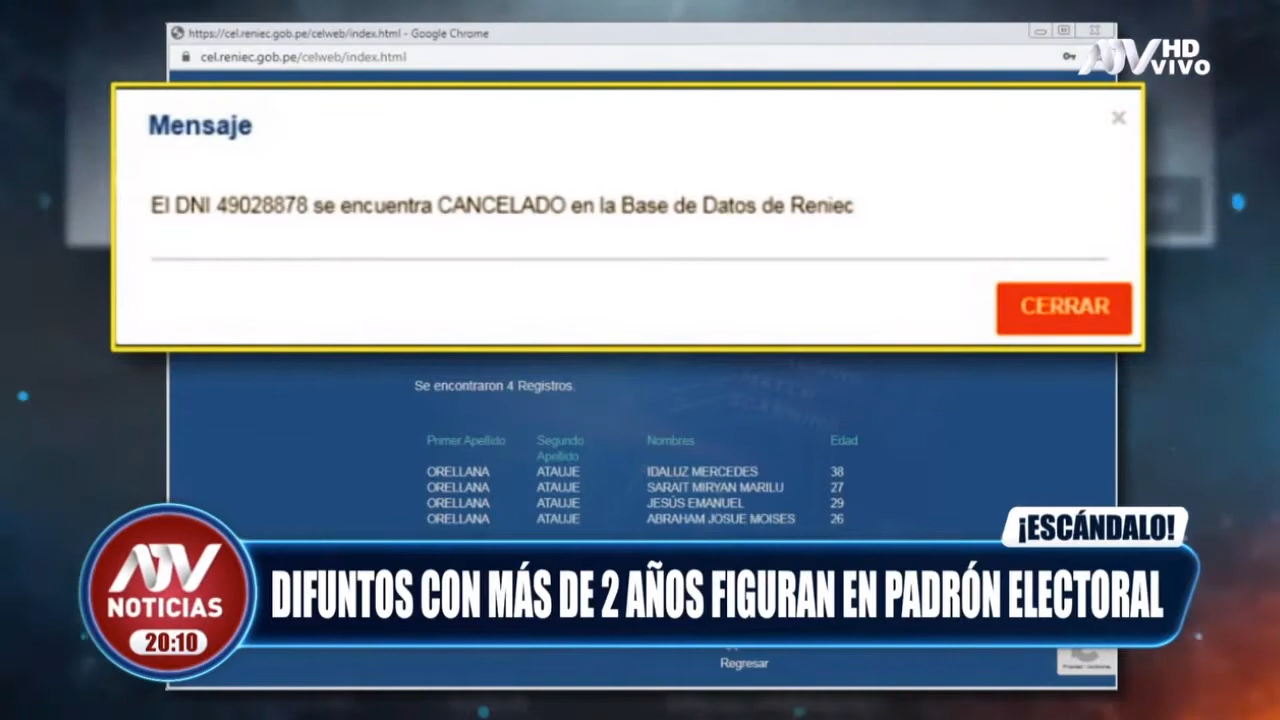 https://cel.reniec.gob.pe/celweb/index.html - Google Chrome
cel.reniec.gob.pe/celweb/index.html
ATV HD
VIVO
Mensaje
El DNI 49028878 se encuentra CANCELADO en la Base de Datos de Reniec
CERRAR
Se encontraron 4 Registros.
Primer Apellido Segundo Apellido Nombres Edad
ORELLANA ATAUJE IDALUZ MERCEDES 38
ORELLANA ATAUJE SARAIT MIRYAN MARILU 27
ORELLANA ATAUJE JESÚS EMANUEL 29
ORELLANA ATAUJE ABRAHAM JOSUE MOISES 26
¡ESCÁNDALO!
DIFUNTOS CON MÁS DE 2 AÑOS FIGURAN EN PADRÓN ELECTORAL
ATV
NOTICIAS
20:10
Regresar